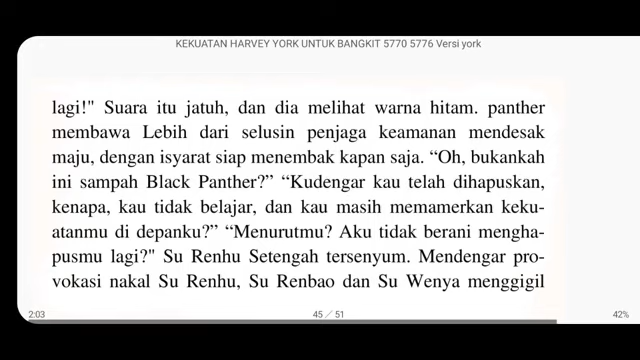 KEKUATAN HARVEY YORK UNTUK BANGKIT 5770 5776 Versi york
lagi!" Suara itu jatuh, dan dia melihat warna hitam. panther
membawa Lebih dari selusin penjaga keamanan mendesak
maju, dengan isyarat siap menembak kapan saja. “Oh, bukankah
ini sampah Black Panther?” “Kudengar kau telah dihapuskan,
kenapa, kau tidak belajar, dan kau masih memamerkan keku-
atanmu di depanku?” “Menurutmu? Aku tidak berani mengha-
pusmu lagi?" Su Renhu Setengah tersenyum. Mendengar pro-
vokasi nakal Su Renhu, Su Renbao dan Su Wenya menggigil
2:03 45 / 51 42%